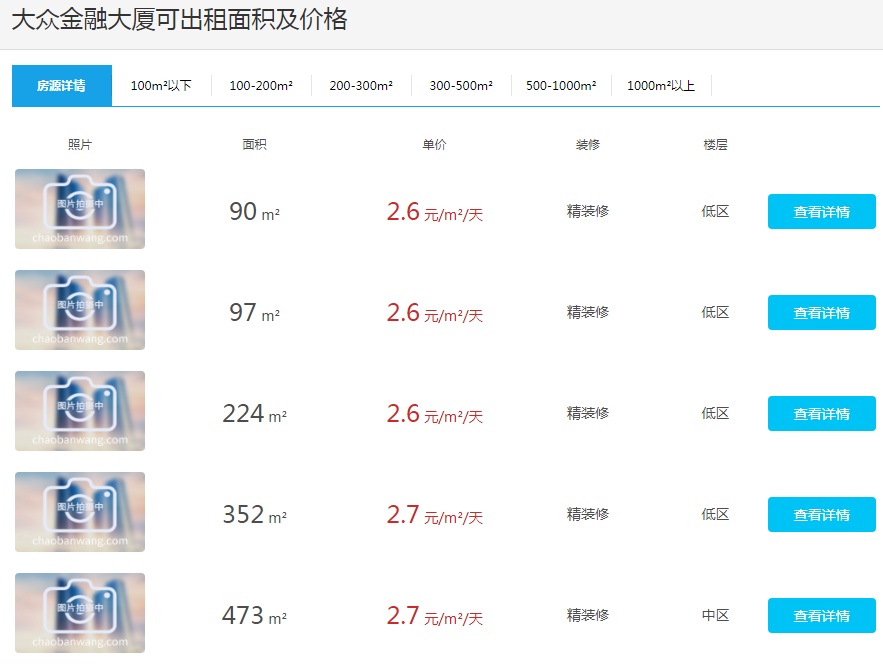 大众金融大厦可出租面积及价格
房源详情 100m²以下 100-200m² 200-300m² 300-500m² 500-1000m² 1000m²以上
照片 面积 单价 装修 楼层
图片拍摄中
chaobanwang.com
90 m² 2.6 元/m²/天 精装修 低区 查看详情
图片拍摄中
chaobanwang.com
97 m² 2.6 元/m²/天 精装修 低区 查看详情
图片拍摄中
chaobanwang.com
224 m² 2.6 元/m²/天 精装修 低区 查看详情
图片拍摄中
chaobanwang.com
352 m² 2.7 元/m²/天 精装修 低区 查看详情
图片拍摄中
chaobanwang.com
473 m² 2.7 元/m²/天 精装修 中区 查看详情